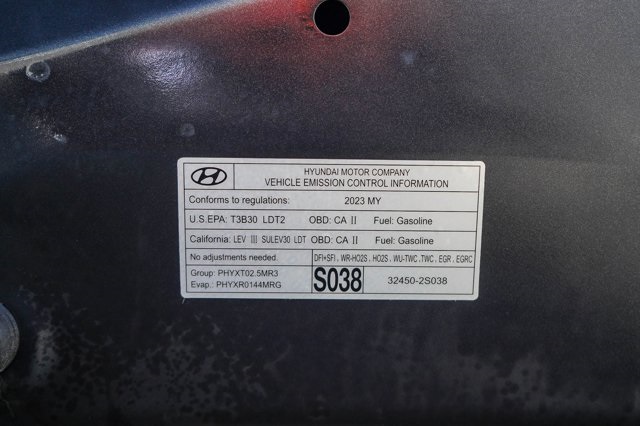 HYUNDAI MOTOR COMPANY
VEHICLE EMISSION CONTROL INFORMATION
Conforms to regulations: 2023 MY
U.S.EPA: T3B30 LDT2 OBD: CA II Fuel: Gasoline
California: LEV III SULEV30 LDT OBD: CA II Fuel: Gasoline
No adjustments needed. DFI+SFI , WR-HO2S , HO2S , WU-TWC ,TWC , EGR , EGRC
Group: PHYXT02.5MR3
Evap.: PHYXR0144MRG
S038
32450-2S038